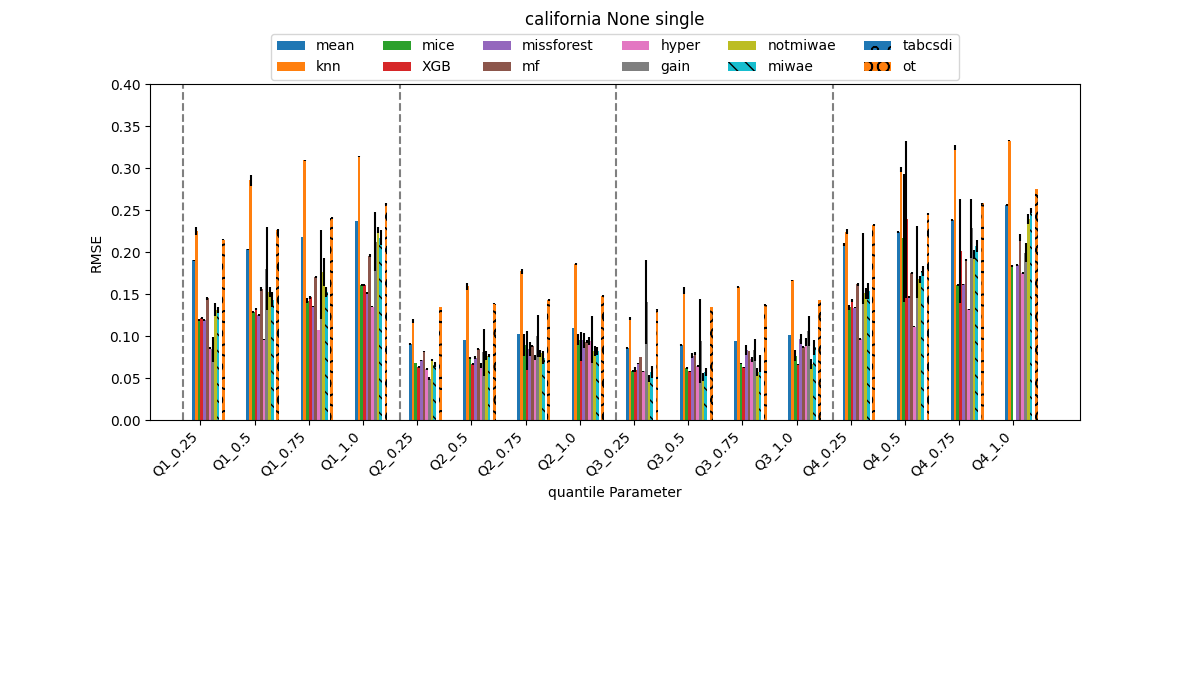 california None single
mean mice missforest hyper notmiwae tabcsdi
knn XGB mf gain miwae ot
0.40
0.35
0.30
0.25
0.20
0.15
0.10
0.05
0.00
RMSE
Q1_0.25 Q1_0.5 Q1_0.75 Q1_1.0 Q2_0.25 Q2_0.5 Q2_0.75 Q2_1.0 Q3_0.25 Q3_0.5 Q3_0.75 Q3_1.0 Q4_0.25 Q4_0.5 Q4_0.75 Q4_1.0
quantile Parameter